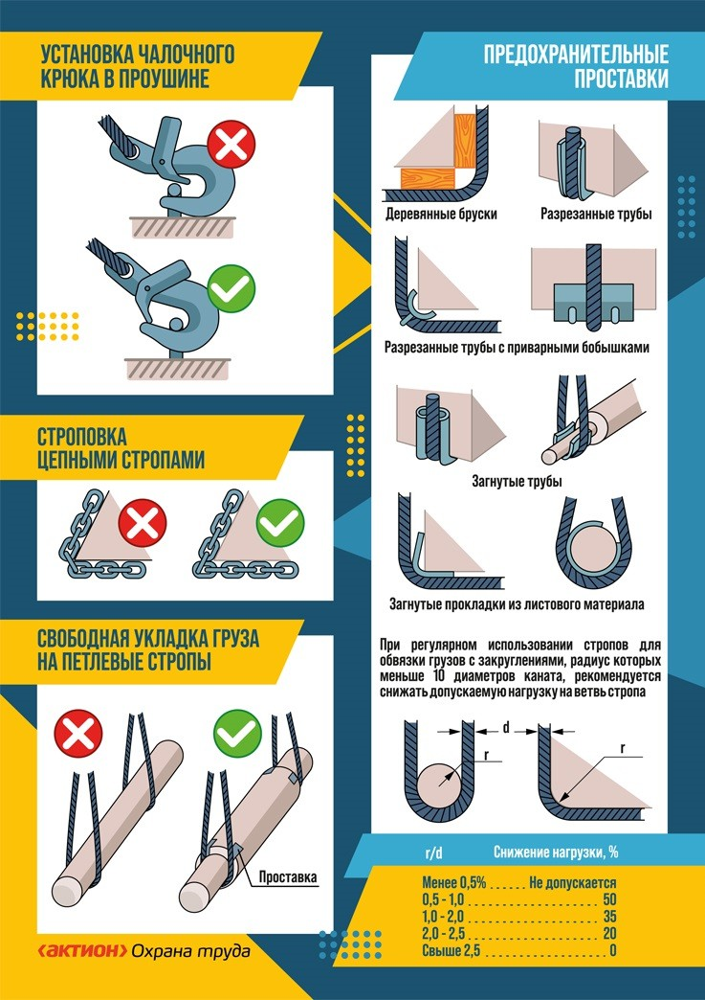 УСТАНОВКА ЧАЛОЧНОГО
КРЮКА В ПРОУШИНЕ
СТРОПОВКА
ЦЕПНЫМИ СТРОПАМИ
СВОБОДНАЯ УКЛАДКА ГРУЗА
НА ПЕТЛЕВЫЕ СТРОПЫ
Проставка
<АКТИОН> Охрана труда
ПРЕДОХРАНИТЕЛЬНЫЕ
ПРОСТАВКИ
Деревянные бруски
Разрезанные трубы
Разрезанные трубы с приварными бобышками
Загнутые трубы
Загнутые прокладки из листового материала
При регулярном использовании стропов для
обвязки грузов с закруглениями, радиус которых
меньше 10 диаметров каната, рекомендуется
снижать допускаемую нагрузку на ветвь стропа
d
r
r
r/d Снижение нагрузки, %
Менее 0,5% ...... Не допускается
0,5 - 1,0 .................... 50
1,0 - 2,0 .................... 35
2,0 - 2,5 .................... 20
Свыше 2,5 .................. 0